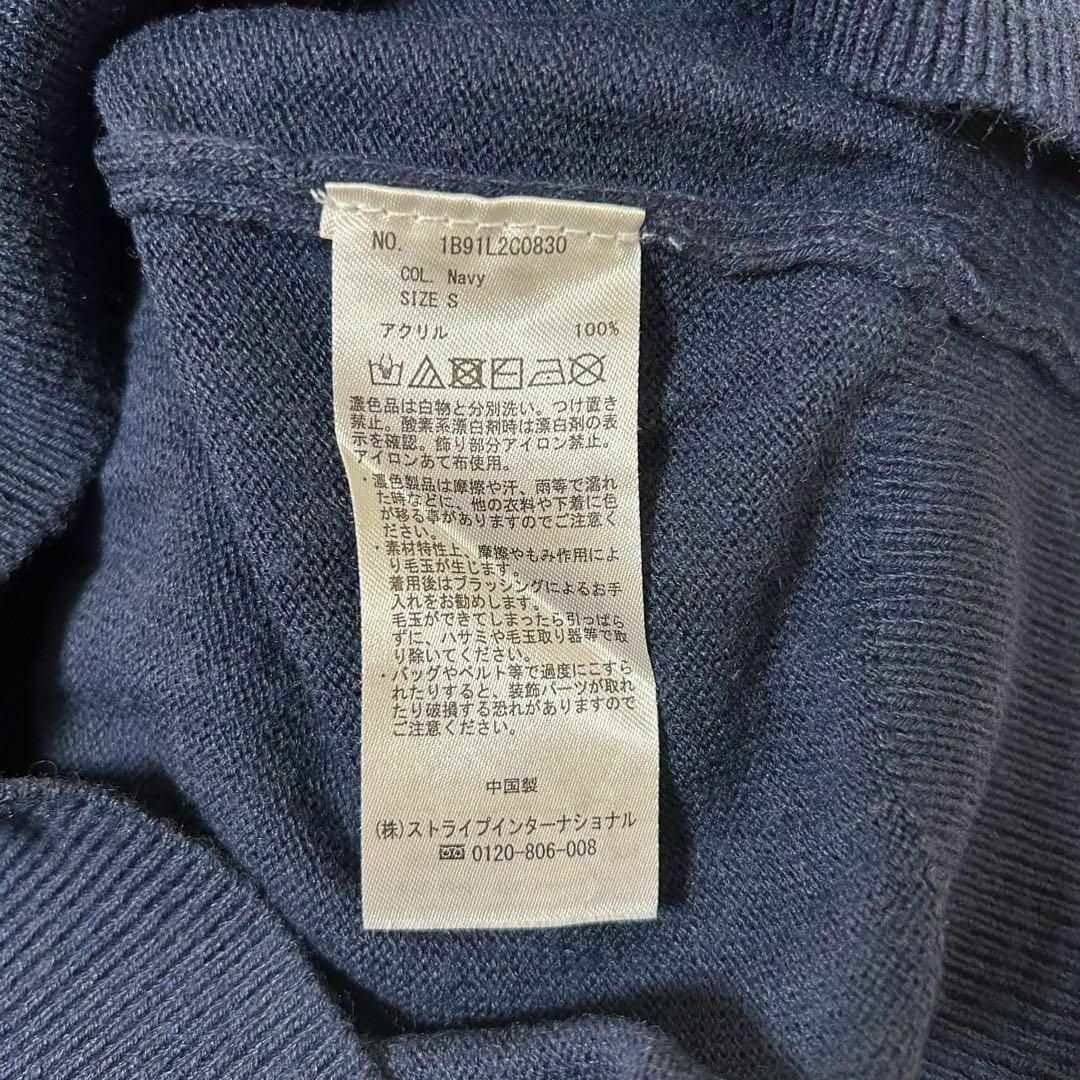 NO. 1B91L2C0830
COL. Navy
SIZE S
アクリル 100%
濃色品は白物と分別洗い。つけ置き
禁止。酸素系漂白剤時は漂白剤の表
示を確認。飾り部分アイロン禁止。
アイロンあて布使用。
・濃色製品は摩擦や汗、雨等で濡れ
た時などに、他の衣料や下着に色
が移る事がありますのでご注意く
ださい。
・素材特性上、摩擦やもみ作用によ
り毛玉が生じます。
着用後はブラッシングによるお手
入れをお勧めします。
毛玉ができてしまったら引っぱら
ずに、ハサミや毛玉取り器等で取
り除いてください。
・バッグやベルト等で過度にこすら
れたりすると、装飾パーツが取れ
たり破損する恐れがありますので
ご注意ください。
中国製
(株)ストライプインターナショナル
0120-806-008